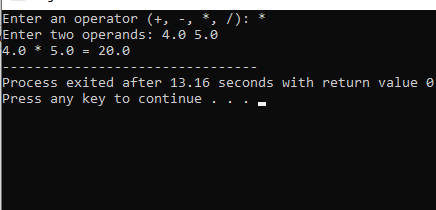 Enter an operator (+, -, *, /): *
Enter two operands: 4.0 5.0
4.0 * 5.0 = 20.0
--------------------------------
Process exited after 13.16 seconds with return value 0
Press any key to continue . . .